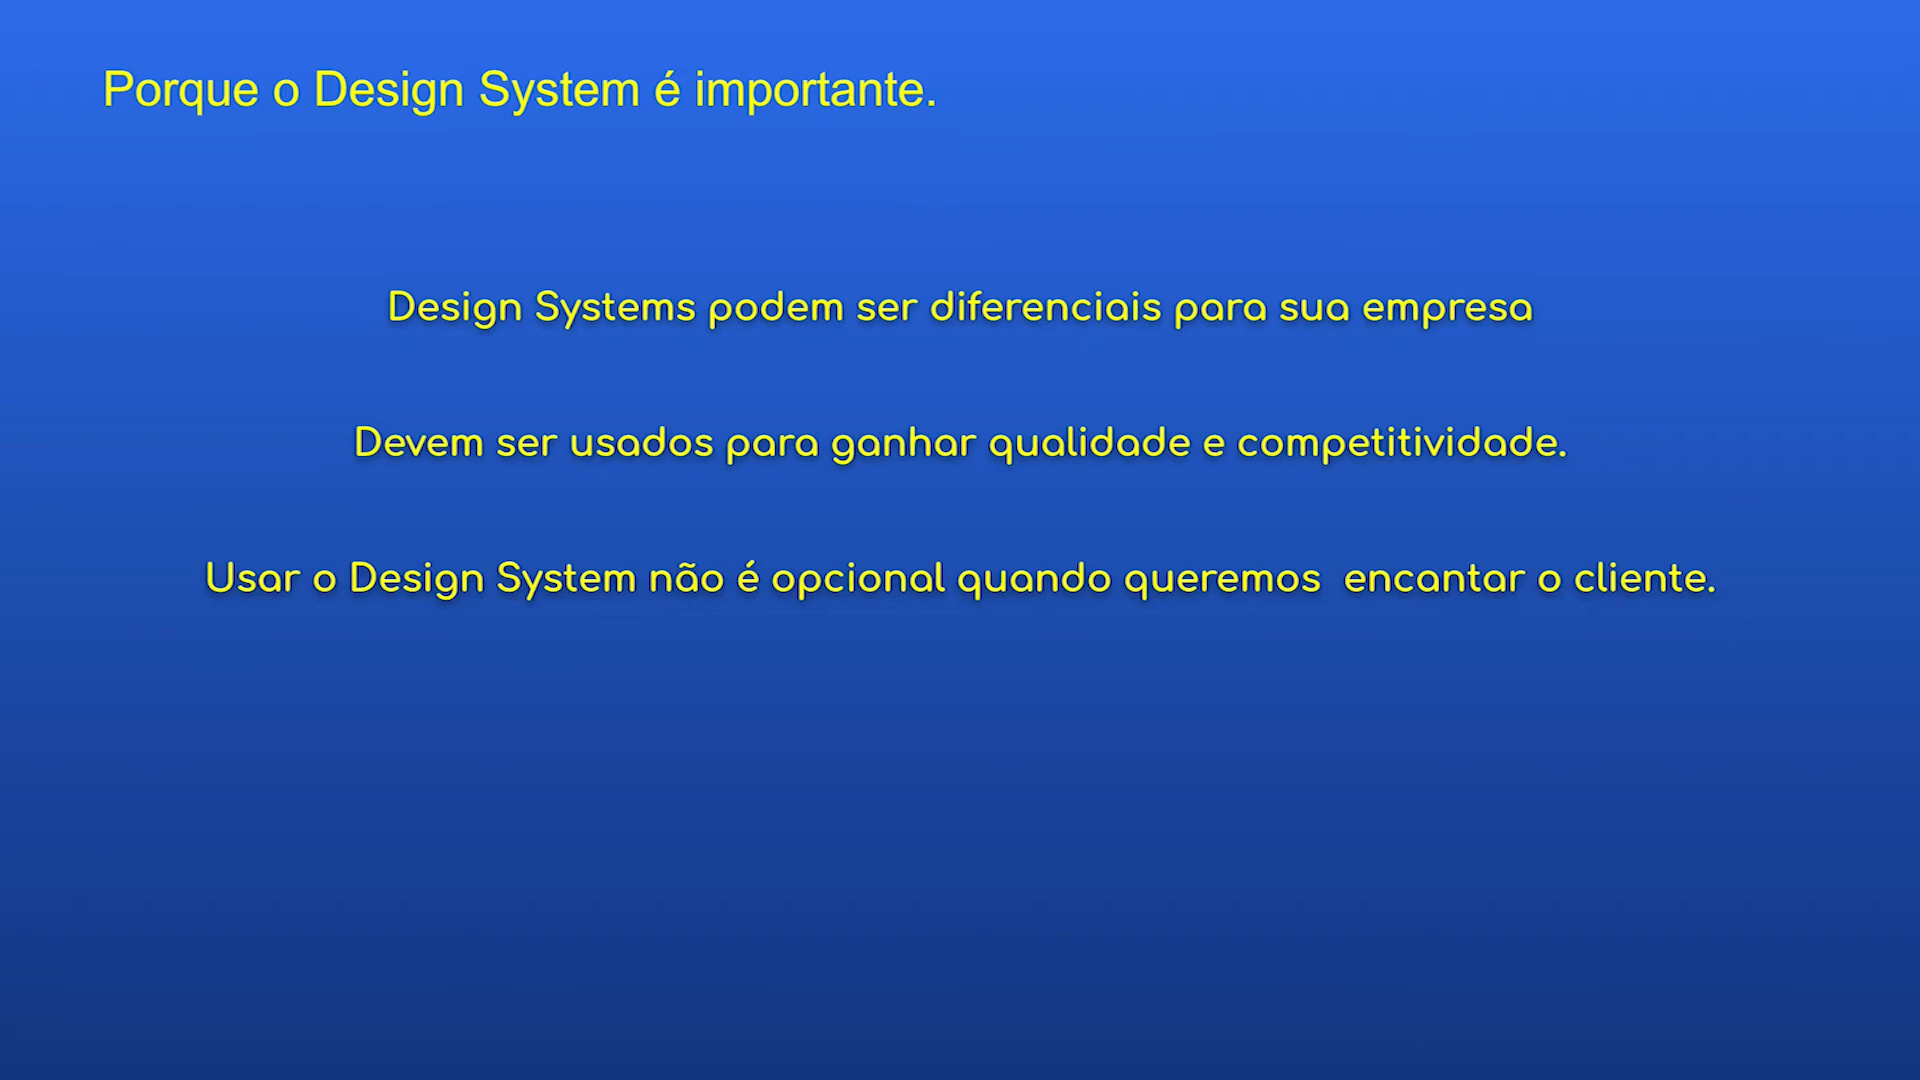 Porque o Design System é importante.
Design Systems podem ser diferenciais para sua empresa
Devem ser usados para ganhar qualidade e competitividade.
Usar o Design System não é opcional quando queremos  encantar o cliente.